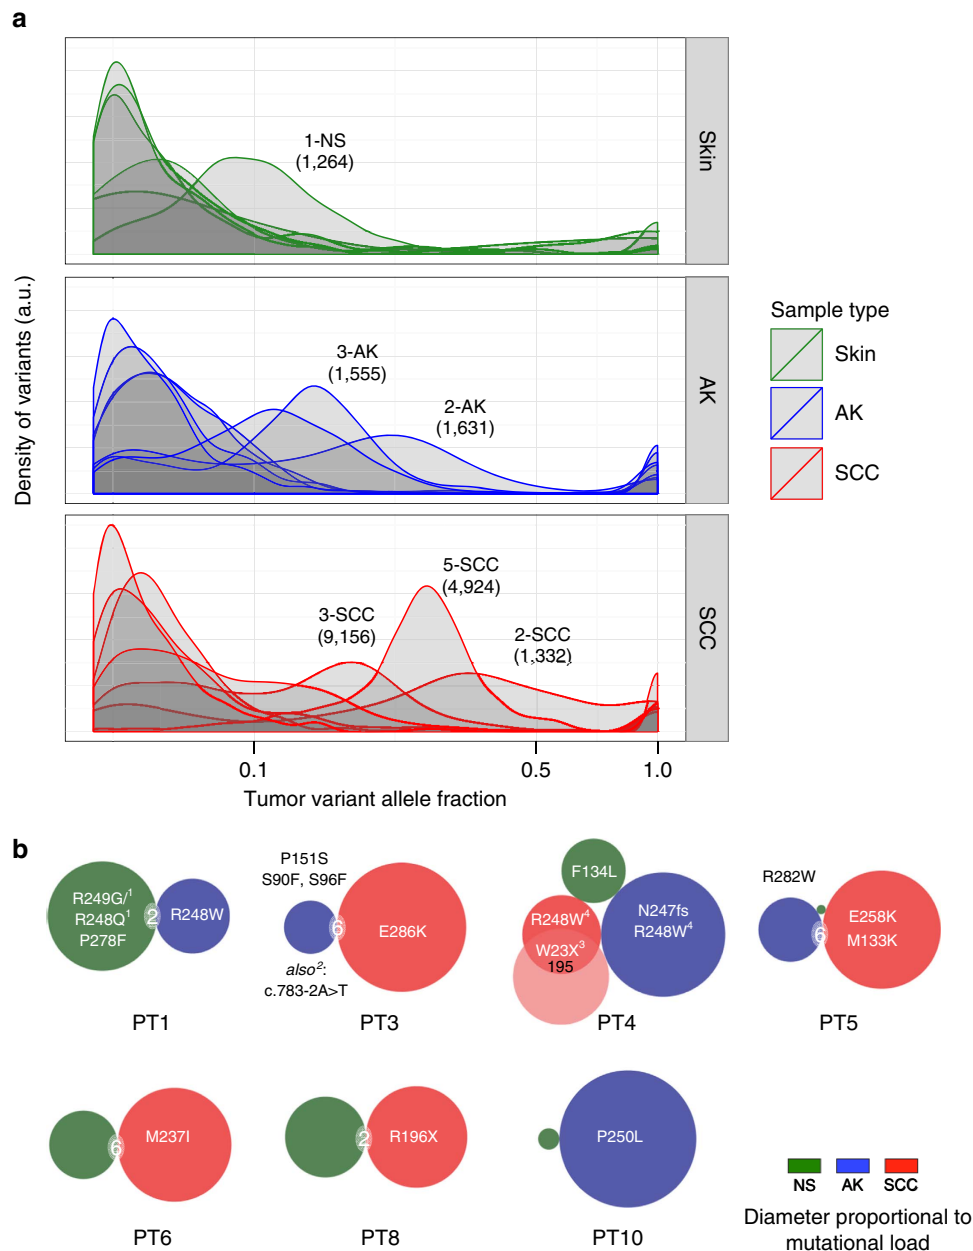 a
1-NS
(1,264)
Skin
3-AK
(1,555)
2-AK
(1,631)
AK
5-SCC
(4,924)
3-SCC
(9,156)
2-SCC
(1,332)
SCC
Density of variants (a.u.)
0.1
0.5
1.0
Tumor variant allele fraction
Sample type
Skin
AK
SCC
b
R249G/¹
R248Q¹
P278F
2
R248W
PT1
P151S
S90F, S96F
6
E286K
also²:
c.783-2A>T
PT3
F134L
R248W⁴
W23X³
195
N247fs
R248W⁴
PT4
R282W
6
E258K
M133K
PT5
6
M237I
PT6
2
R196X
PT8
P250L
PT10
NS
AK
SCC
Diameter proportional to
mutational load